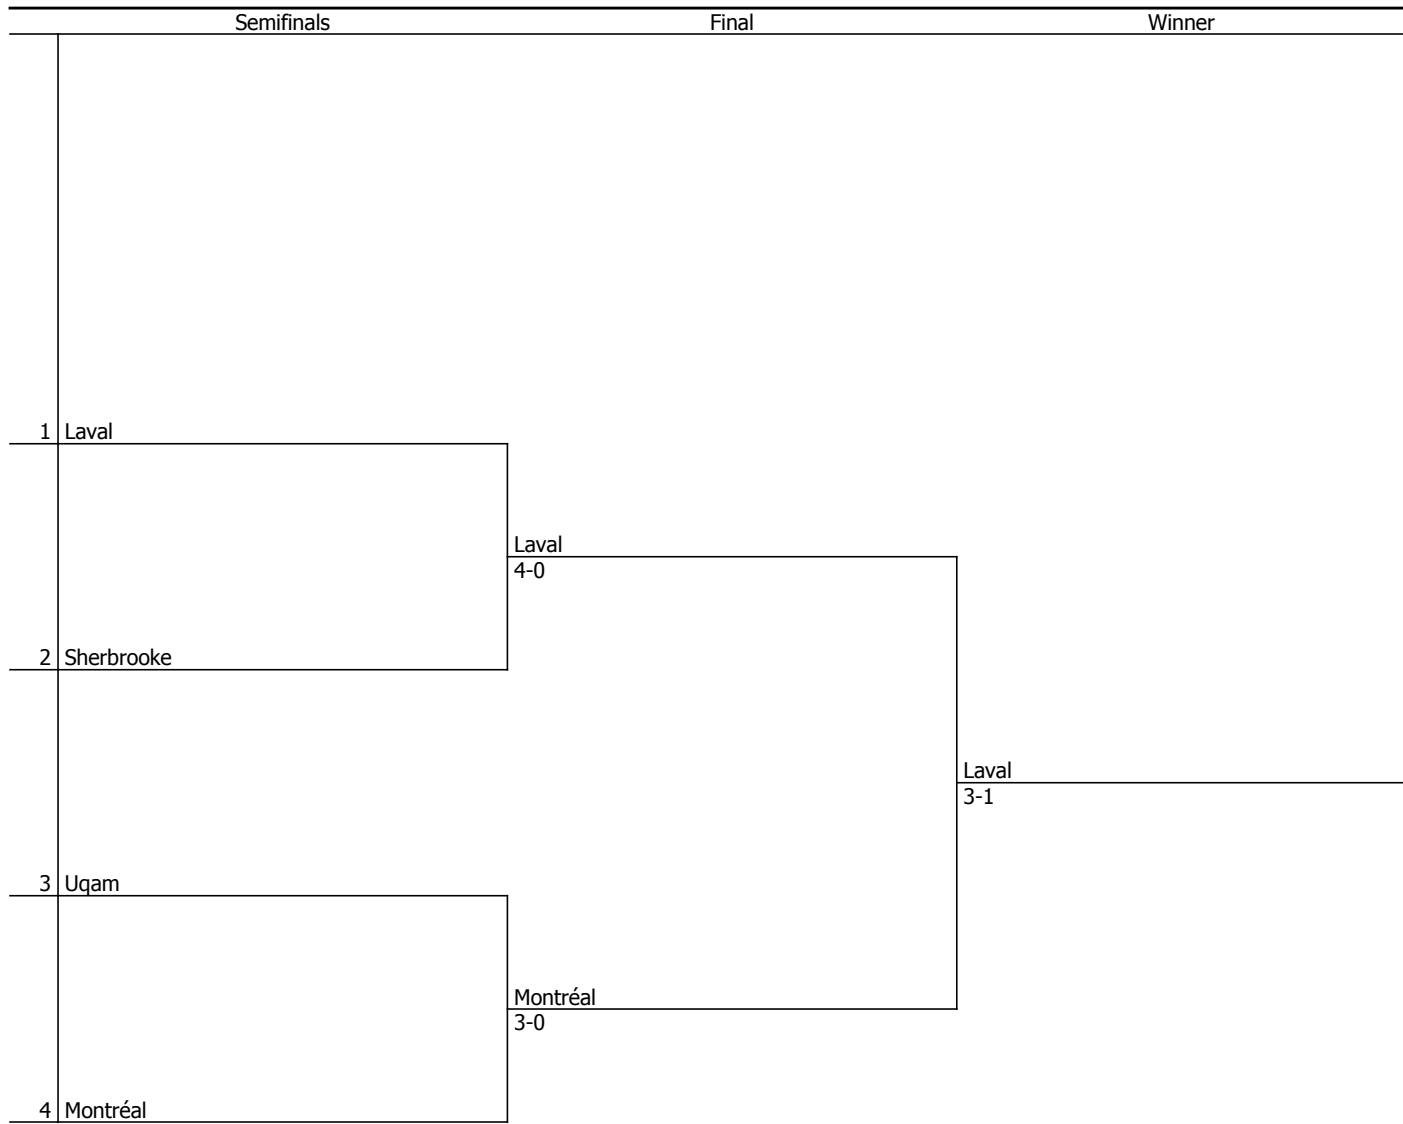 Semifinals Final Winner
1 Laval
Laval
4-0
2 Sherbrooke
Laval
3-1
3 Uqam
Montréal
3-0
4 Montréal